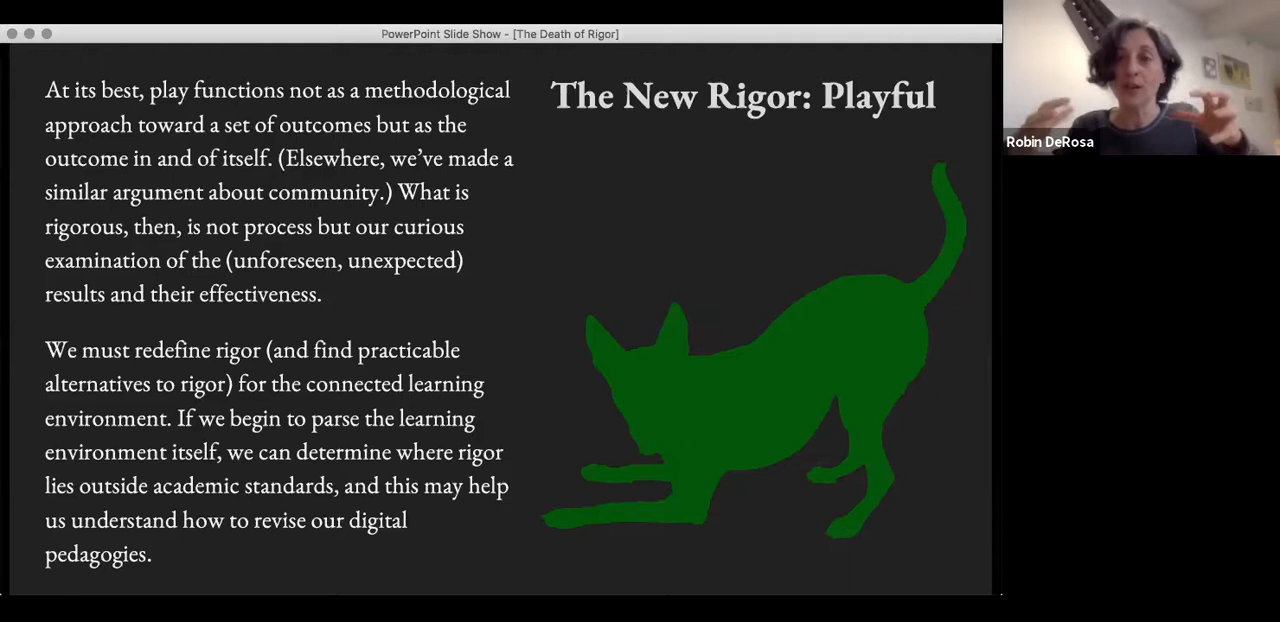 PowerPoint Slide Show - [The Death of Rigor]
At its best, play functions not as a methodological
approach toward a set of outcomes but as the
outcome in and of itself. (Elsewhere, we’ve made a
similar argument about community.) What is
rigorous, then, is not process but our curious
examination of the (unforeseen, unexpected)
results and their effectiveness.
We must redefine rigor (and find practicable
alternatives to rigor) for the connected learning
environment. If we begin to parse the learning
environment itself, we can determine where rigor
lies outside academic standards, and this may help
us understand how to revise our digital
pedagogies.
The New Rigor: Playful
Robin DeRosa